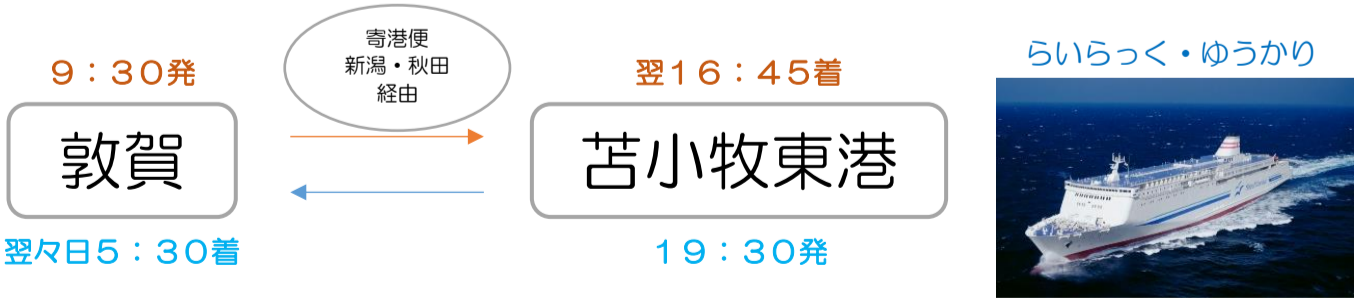 寄港便
新潟・秋田
経由
９：３０発
翌１６：４５着
らいらっく・ゆうかり
敦賀
苫小牧東港
翌々日５：３０着
１９：３０発